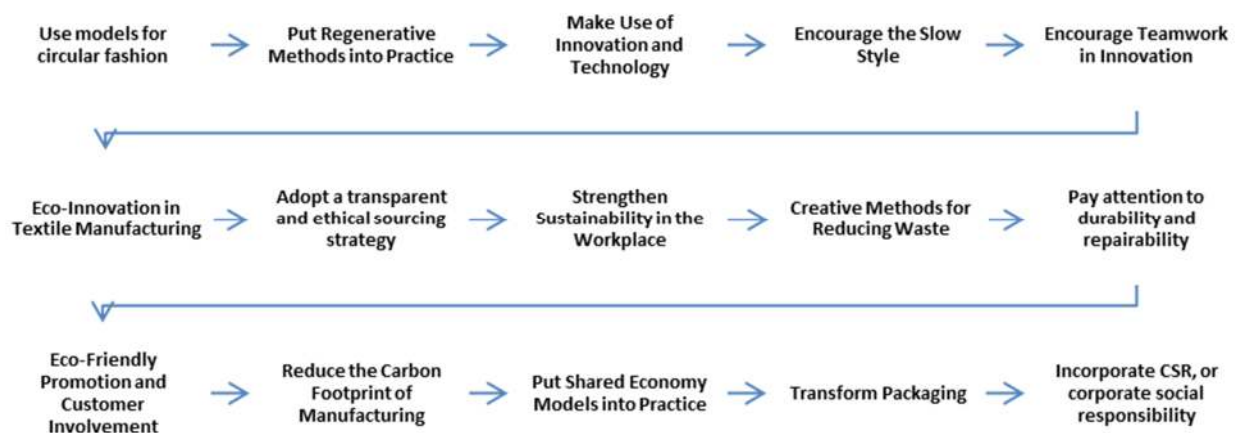 Use models for
circular fashion
Put Regenerative
Methods into Practice
Make Use of
Innovation and
Technology
Encourage the Slow
Style
Encourage Teamwork
in Innovation
Eco-Innovation in
Textile Manufacturing
Adopt a transparent
and ethical sourcing
strategy
Strengthen
Sustainability in the
Workplace
Creative Methods for
Reducing Waste
Pay attention to
durability and
repairability
Eco-Friendly
Promotion and
Customer
Involvement
Reduce the Carbon
Footprint of
Manufacturing
Put Shared Economy
Models into Practice
Transform Packaging
Incorporate CSR, or
corporate social
responsibility